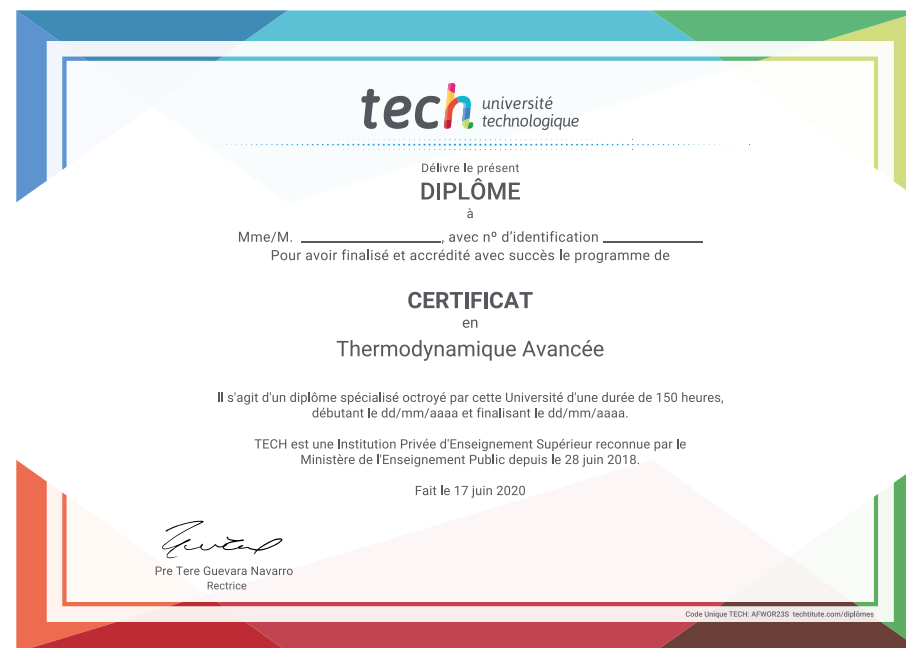 tech université
technologique
Délivre le présent
DIPLÔME
à
Mme/M. ____________________, avec nº d'identification ______________
Pour avoir finalisé et accrédité avec succès le programme de
CERTIFICAT
en
Thermodynamique Avancée
Il s'agit d'un diplôme spécialisé octroyé par cette Université d'une durée de 150 heures,
débutant le dd/mm/aaaa et finalisant le dd/mm/aaaa.
TECH est une Institution Privée d'Enseignement Supérieur reconnue par le
Ministère de l'Enseignement Public depuis le 28 juin 2018.
Fait le 17 juin 2020
Pre Tere Guevara Navarro
Rectrice
Code Unique TECH: AFWOR23S techtitute.com/diplômes